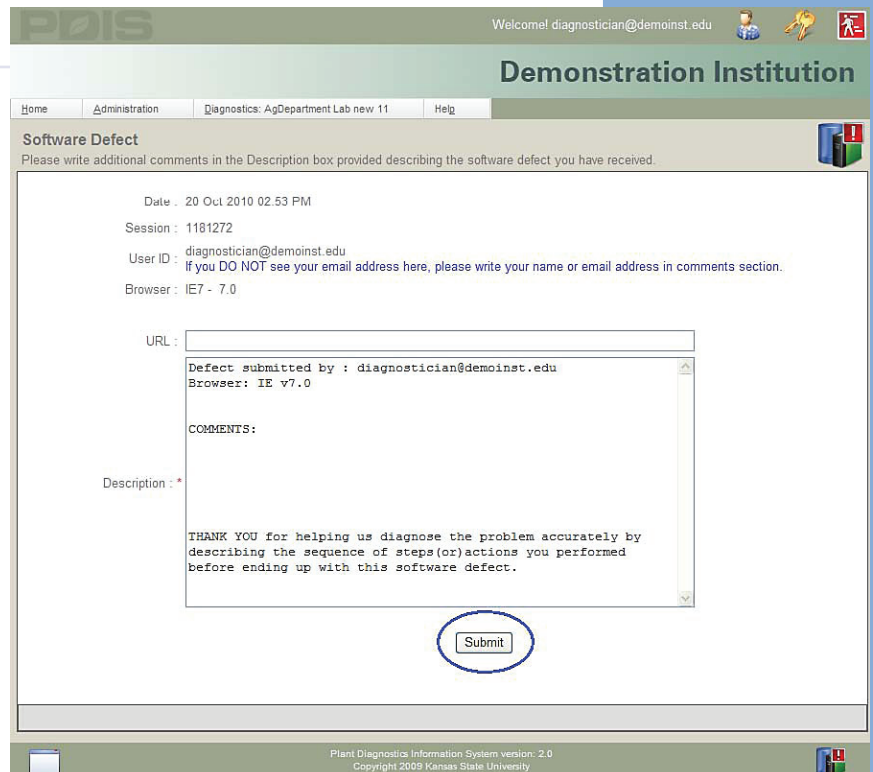 PDIS
Welcome! diagnostician@demoinst.edu
Demonstration Institution
Home Administration Diagnostics: AgDepartment Lab new 11 Help
Software Defect
Please write additional comments in the Description box provided describing the software defect you have received.
Date : 20 Oct 2010 02.53 PM
Session : 1181272
User ID : diagnostician@demoinst.edu
If you DO NOT see your email address here, please write your name or email address in comments section.
Browser : IE7 - 7.0
URL :
Defect submitted by : diagnostician@demoinst.edu
Browser: IE v7.0
COMMENTS:
Description : *
THANK YOU for helping us diagnose the problem accurately by
describing the sequence of steps(or)actions you performed
before ending up with this software defect.
Submit
Plant Diagnostics Information System version: 2.0
Copyright 2009 Kansas State University